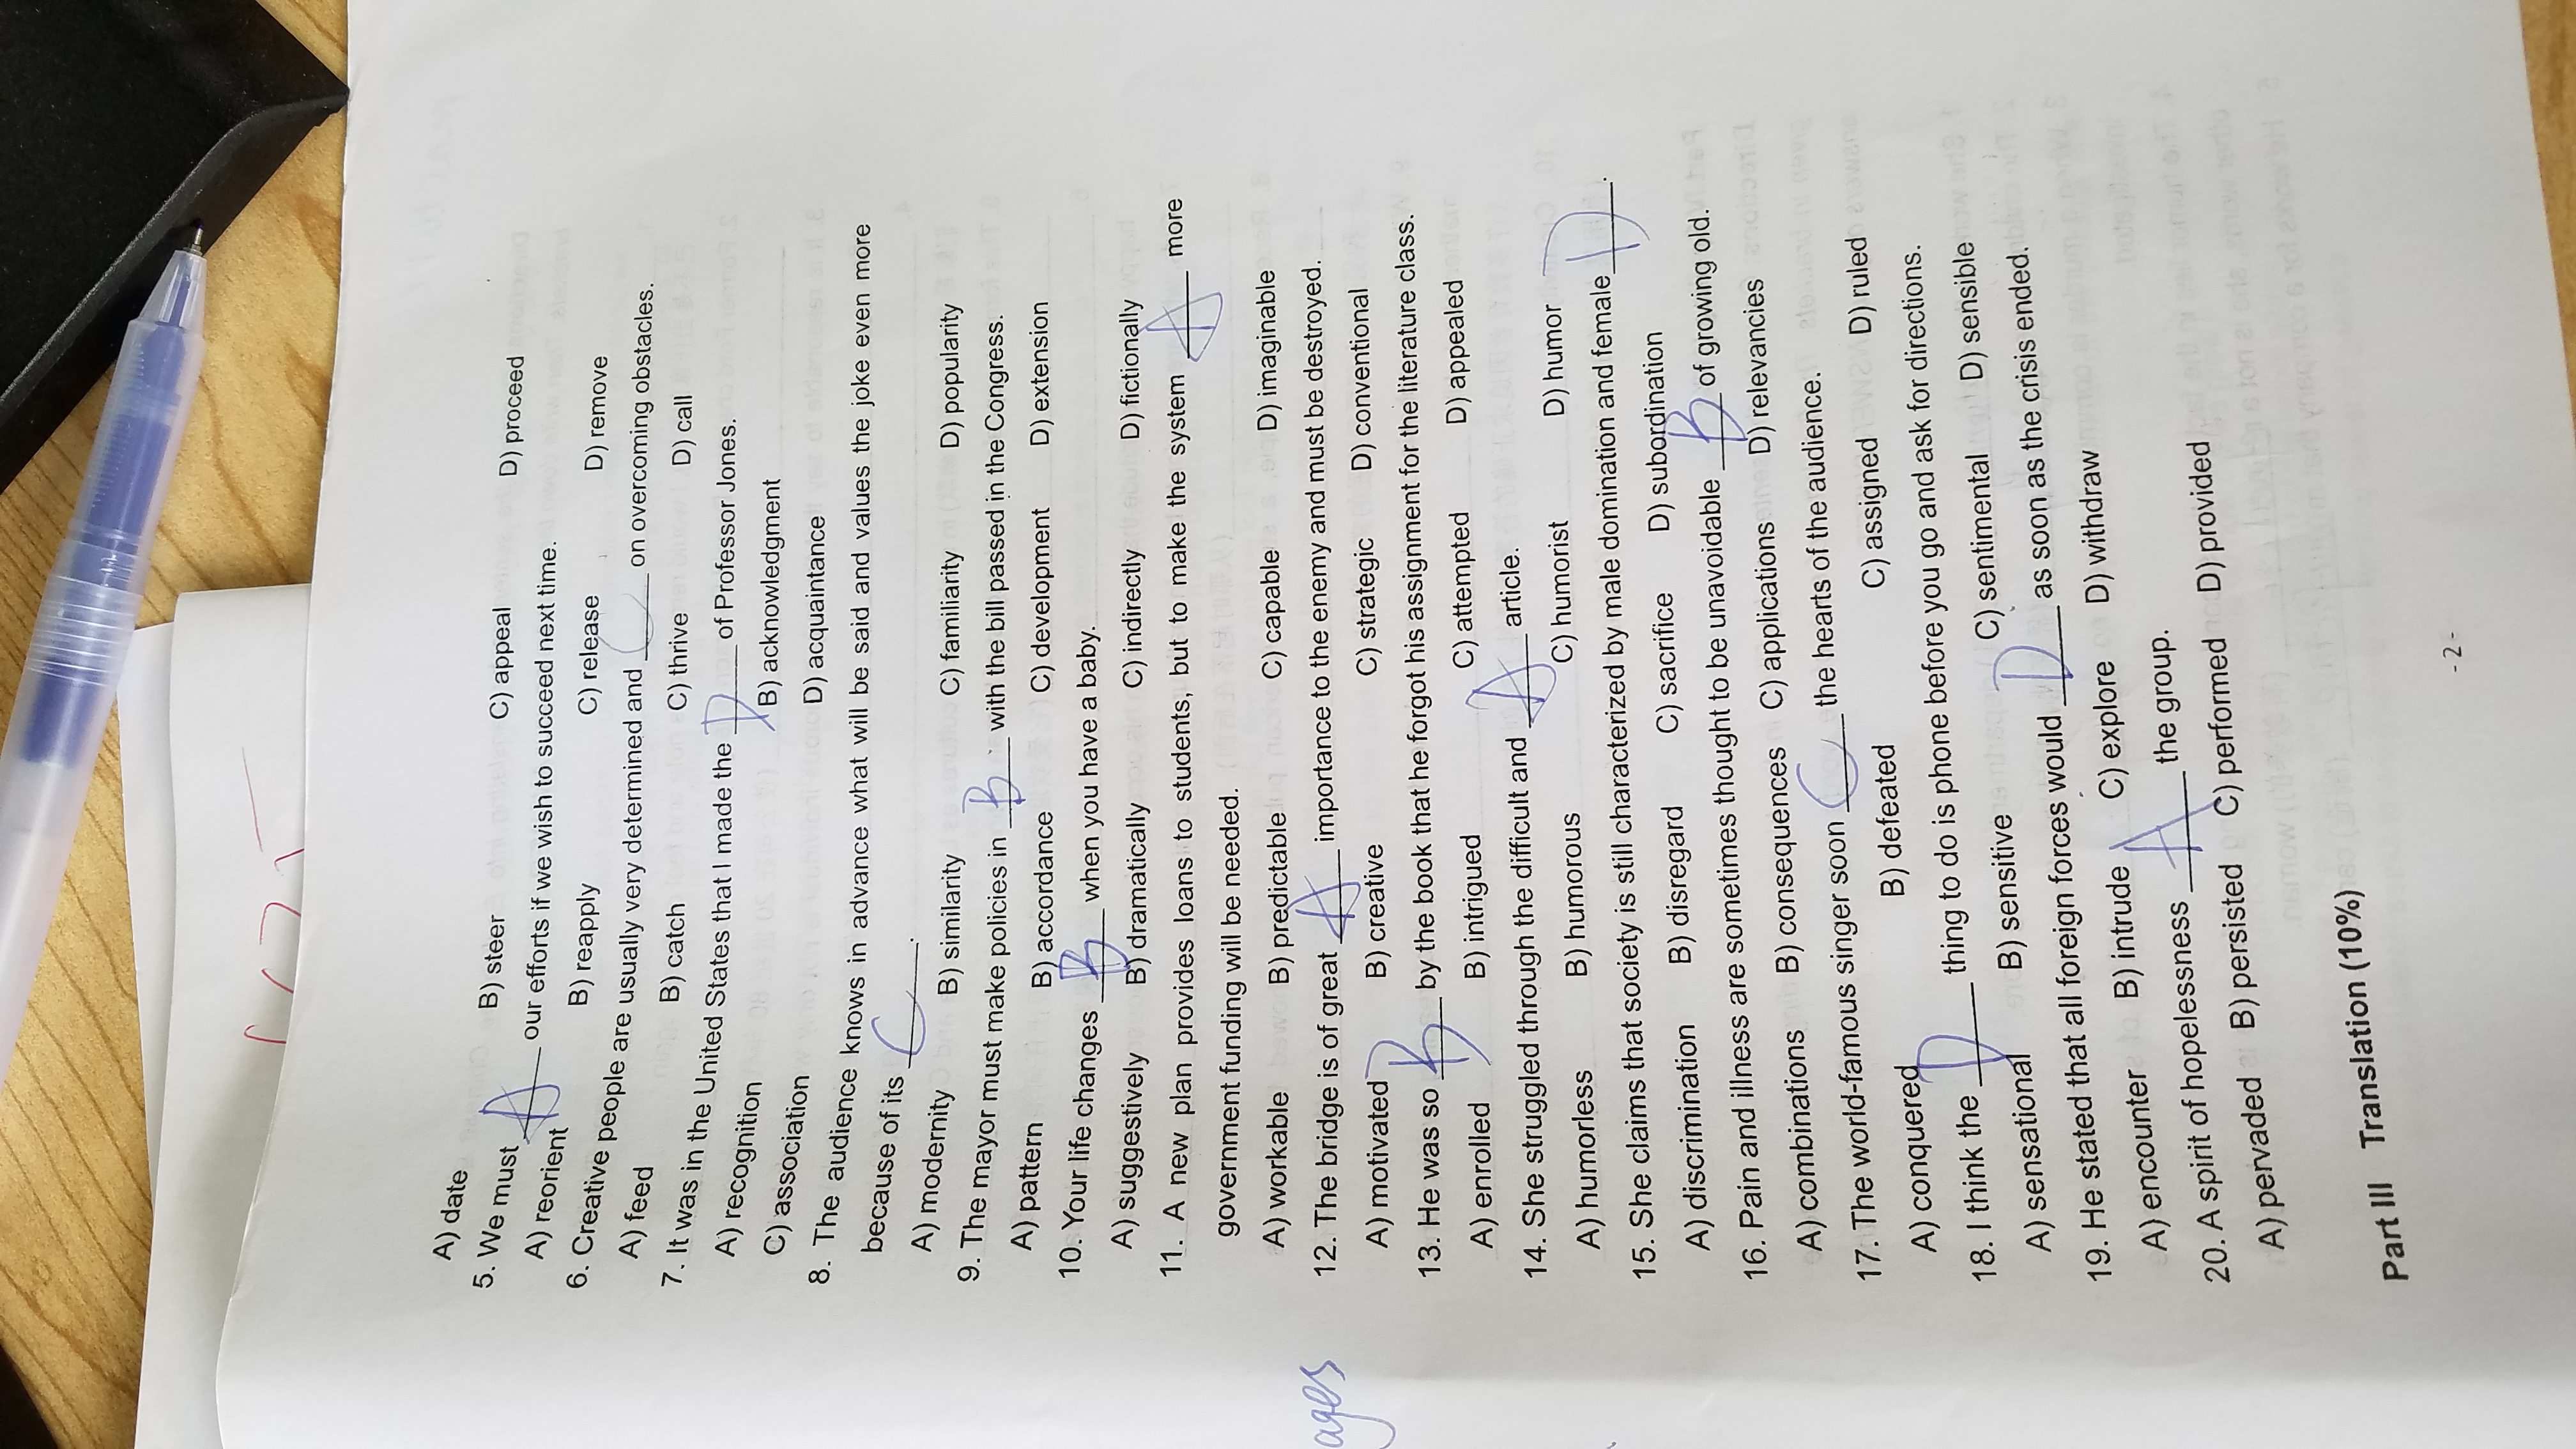 A) date B) steer C) appeal D) proceed
5. We must A our efforts if we wish to succeed next time.
A) reorient B) reapply C) release D) remove
6. Creative people are usually very determined and C on overcoming obstacles.
A) feed B) catch C) thrive D) call
7. It was in the United States that I made the D of Professor Jones.
A) recognition B) acknowledgment
C) association D) acquaintance
8. The audience knows in advance what will be said and values the joke even more
because of its C.
A) modernity B) similarity C) familiarity D) popularity
9. The mayor must make policies in B with the bill passed in the Congress.
A) pattern B) accordance C) development D) extension
10. Your life changes B when you have a baby.
A) suggestively B) dramatically C) indirectly D) fictionally
11. A new plan provides loans to students, but to make the system A more
government funding will be needed.
A) workable B) predictable C) capable D) imaginable
ages
12. The bridge is of great A importance to the enemy and must be destroyed.
A) motivated B) creative C) strategic D) conventional
13. He was so B by the book that he forgot his assignment for the literature class.
A) enrolled B) intrigued C) attempted D) appealed
14. She struggled through the difficult and A article.
A) humorless B) humorous C) humorist D) humor
15. She claims that society is still characterized by male domination and female D.
A) discrimination B) disregard C) sacrifice D) subordination
16. Pain and illness are sometimes thought to be unavoidable B of growing old.
A) combinations B) consequences C) applications D) relevancies
17. The world-famous singer soon C the hearts of the audience.
A) conquered B) defeated C) assigned D) ruled
18. I think the D thing to do is phone before you go and ask for directions.
A) sensational B) sensitive C) sentimental D) sensible
19. He stated that all foreign forces would D as soon as the crisis ended.
A) encounter B) intrude C) explore D) withdraw
20. A spirit of hopelessness A the group.
A) pervaded B) persisted C) performed D) provided
Part III Translation (10%)
- 2 -